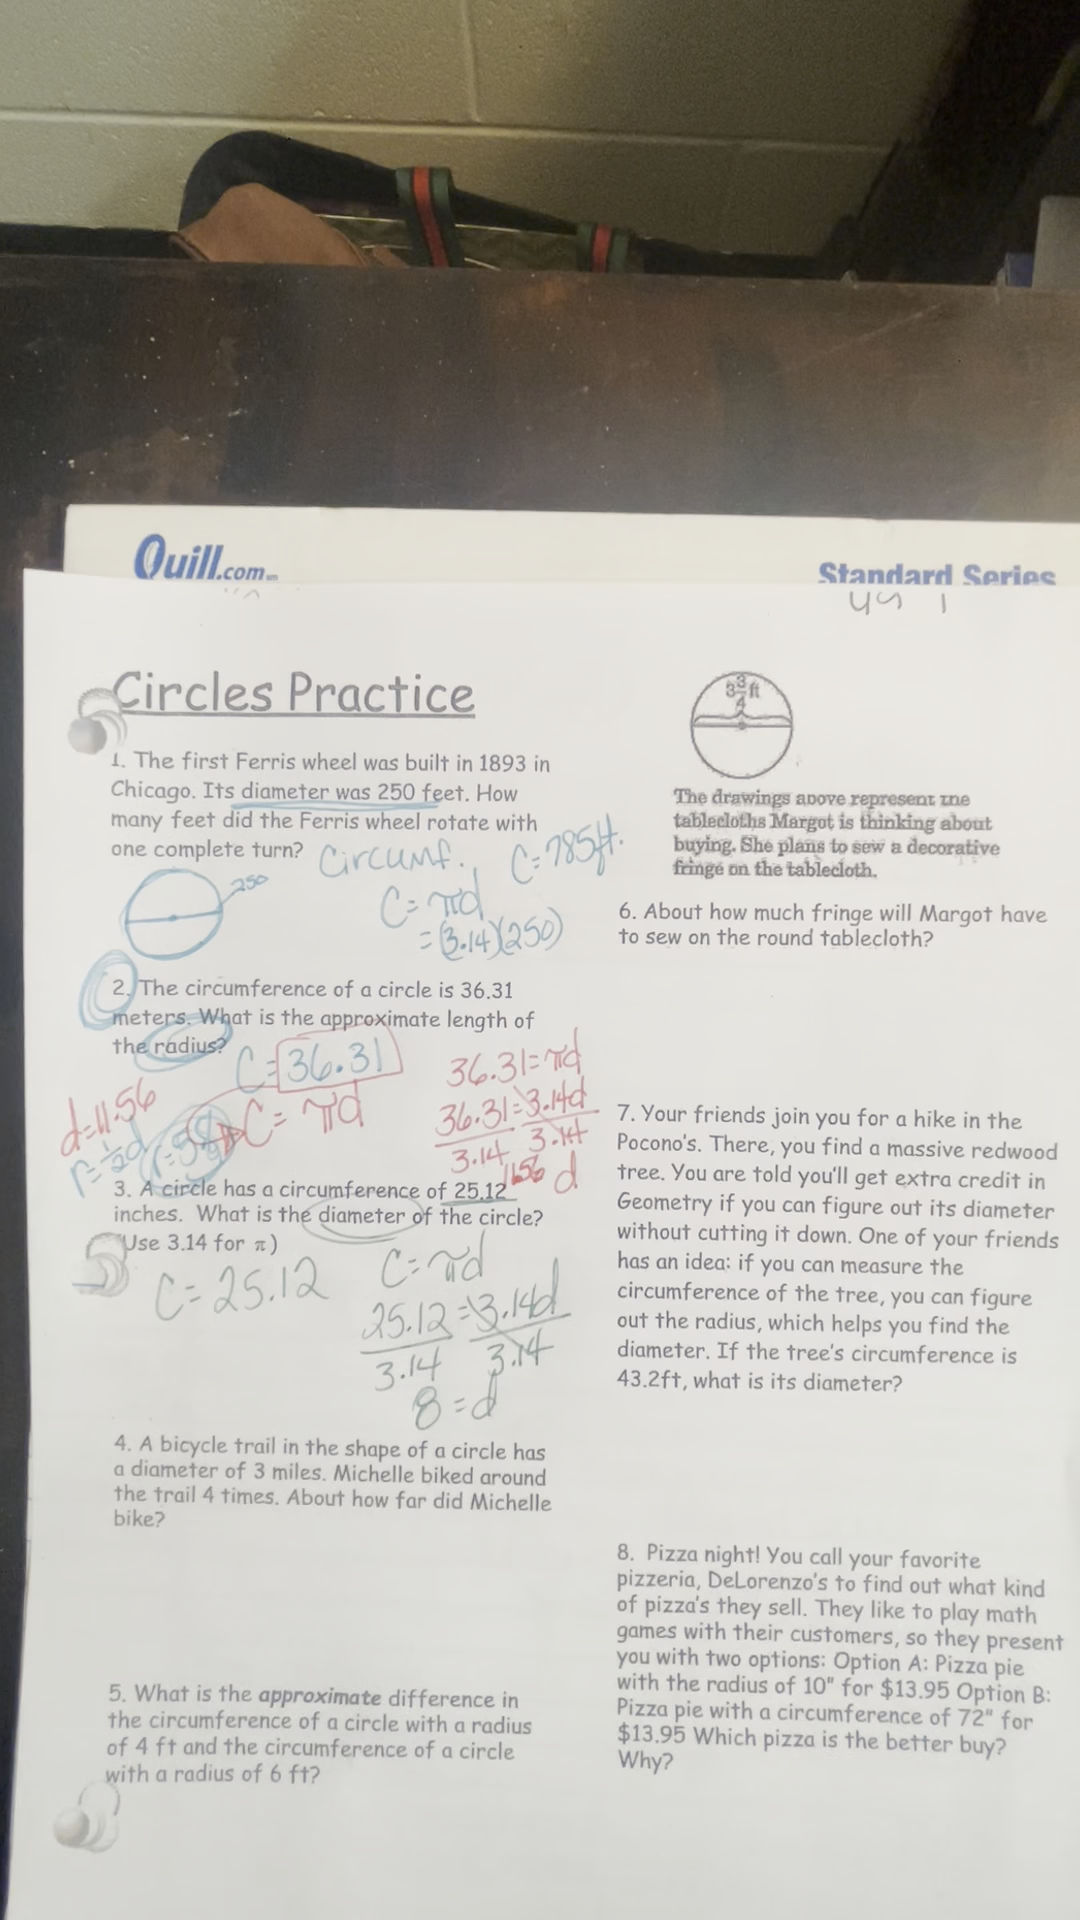 Quill.com
Standard Series
Circles Practice
1. The first Ferris wheel was built in 1893 in
Chicago. Its diameter was 250 feet. How
many feet did the Ferris wheel rotate with
one complete turn?
Circumf.
C=785ft.
250
C=πd
=(3.14)(250)
2. The circumference of a circle is 36.31
meters. What is the approximate length of
the radius?
C=36.31
C=πd
36.31=πd
36.31=3.14d
3.14 3.14
11.56 d
d=11.56
r=½d
3. A circle has a circumference of 25.12
inches. What is the diameter of the circle?
(Use 3.14 for π)
C=25.12
C=πd
25.12=3.14d
3.14 3.14
8=d
4. A bicycle trail in the shape of a circle has
a diameter of 3 miles. Michelle biked around
the trail 4 times. About how far did Michelle
bike?
5. What is the approximate difference in
the circumference of a circle with a radius
of 4 ft and the circumference of a circle
with a radius of 6 ft?
3 3/4 ft
The drawings above represent the
tablecloths Margot is thinking about
buying. She plans to sew a decorative
fringe on the tablecloth.
6. About how much fringe will Margot have
to sew on the round tablecloth?
7. Your friends join you for a hike in the
Pocono's. There, you find a massive redwood
tree. You are told you'll get extra credit in
Geometry if you can figure out its diameter
without cutting it down. One of your friends
has an idea: if you can measure the
circumference of the tree, you can figure
out the radius, which helps you find the
diameter. If the tree's circumference is
43.2ft, what is its diameter?
8. Pizza night! You call your favorite
pizzeria, DeLorenzo's to find out what kind
of pizza's they sell. They like to play math
games with their customers, so they present
you with two options: Option A: Pizza pie
with the radius of 10" for $13.95 Option B:
Pizza pie with a circumference of 72" for
$13.95 Which pizza is the better buy?
Why?